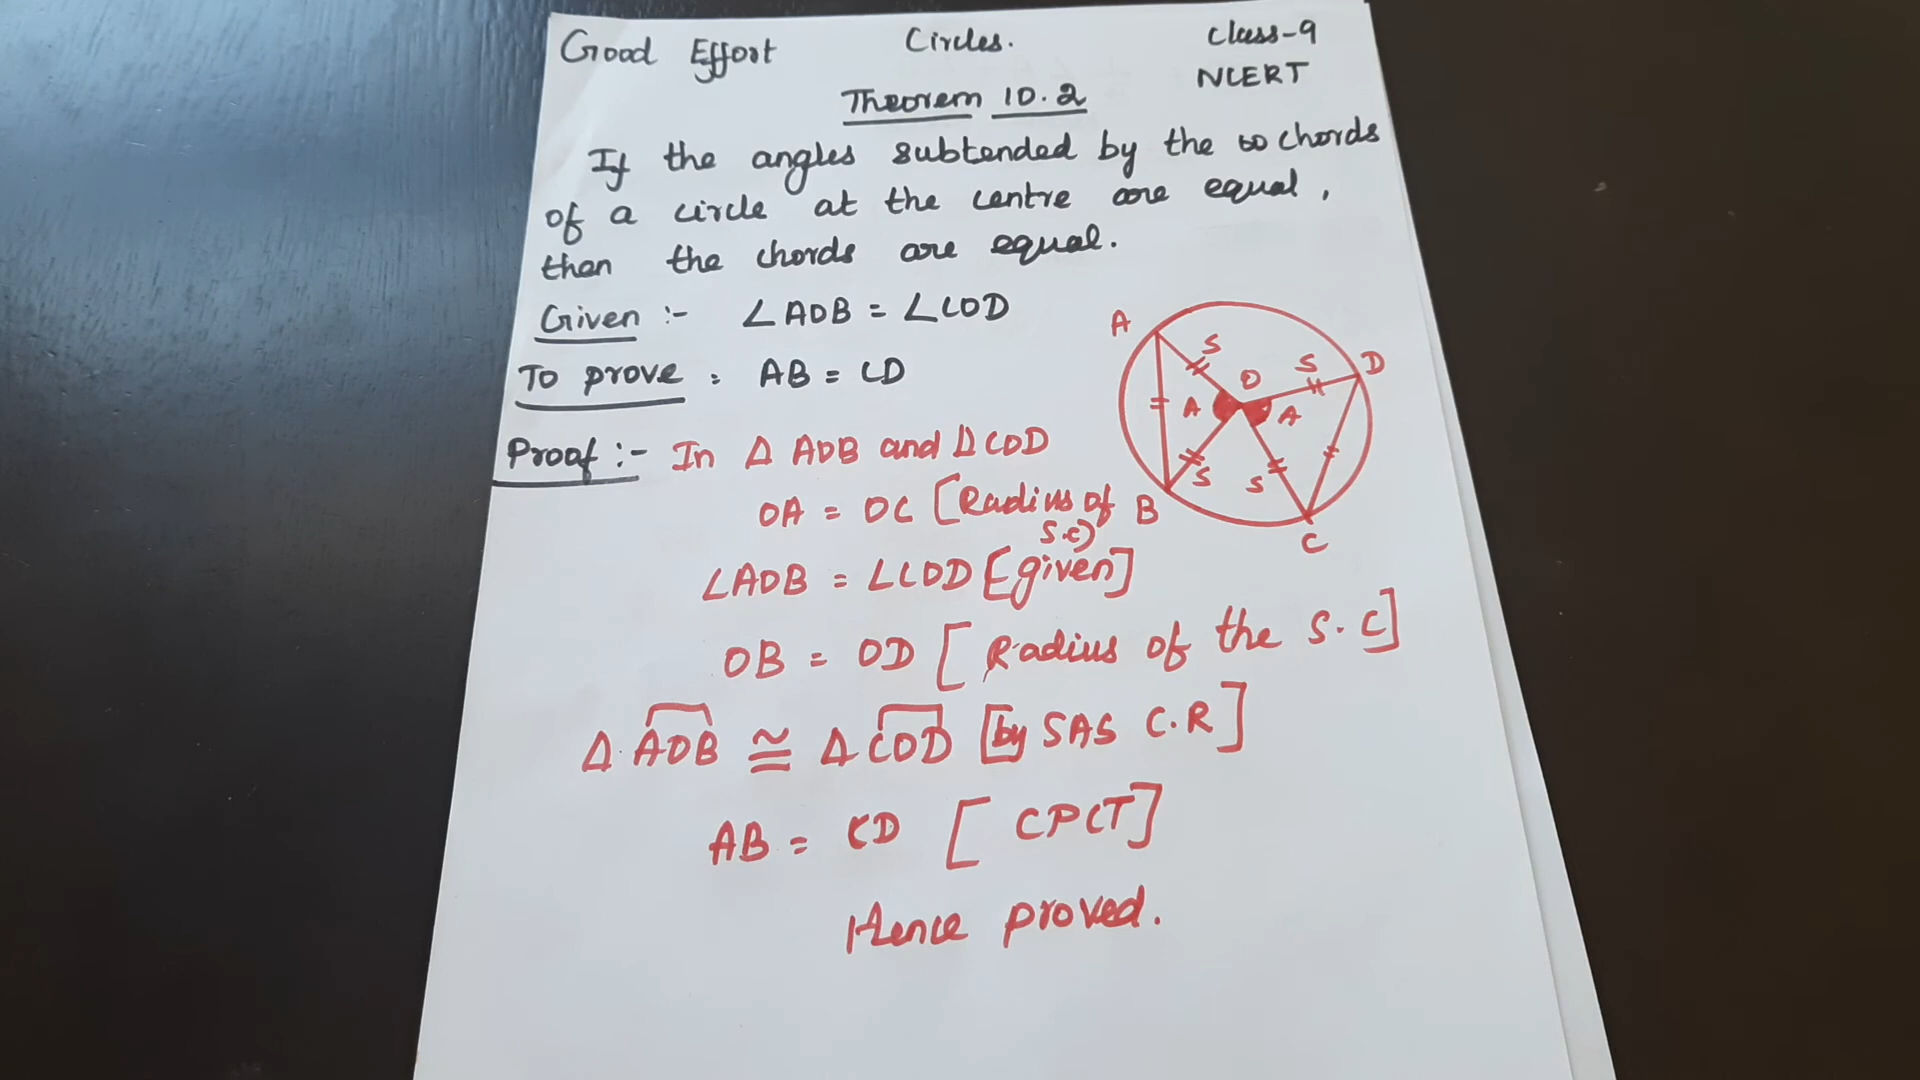 Good Effort Circles. Class-9
NCERT
Theorem 10.2
If the angles subtended by the chords
of a circle at the centre are equal,
then the chords are equal.
Given :- ∠AOB = ∠COD
To prove : AB = CD
Proof :- In Δ AOB and Δ COD
OA = OC [Radius of
S.C)
∠AOB = ∠COD [given]
OB = OD [Radius of the S.C]
Δ AOB ≅ Δ COD [by SAS C.R]
AB = CD [CPCT]
Hence proved.
A
S
S
D
O
A
A
S
S
B
C